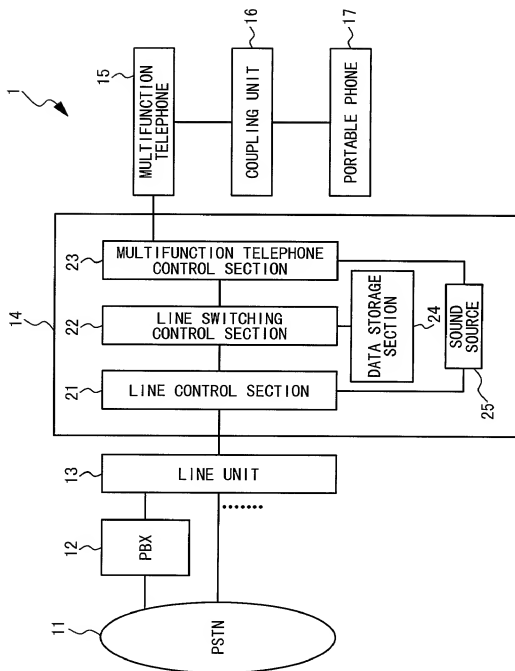 1
11
PSTN
12
PBX
13
LINE UNIT
.......
14
21
LINE CONTROL SECTION
22
LINE SWITCHING
CONTROL SECTION
23
MULTIFUNCTION TELEPHONE
CONTROL SECTION
DATA STORAGE
SECTION
24
SOUND
SOURCE
25
15
MULTIFUNCTION
TELEPHONE
16
COUPLING UNIT
17
PORTABLE PHONE